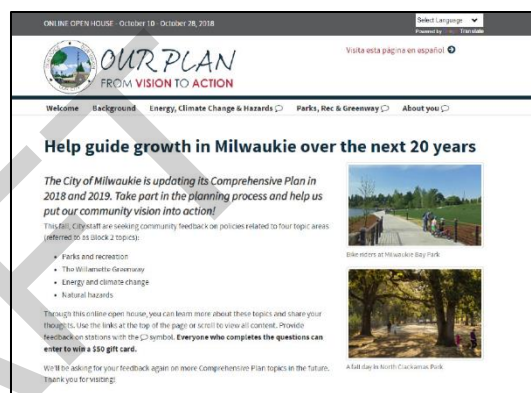 ONLINE OPEN HOUSE · October 10 - October 28, 2018
Select Language
Powered by Translate
OUR PLAN
FROM VISION TO ACTION
Visita esta página en español
Welcome Background Energy, Climate Change & Hazards Parks, Rec & Greenway About you
Help guide growth in Milwaukie over the next 20 years
The City of Milwaukie is updating its Comprehensive Plan in
2018 and 2019. Take part in the planning process and help us
put our community vision into action!
This fall, City staff are seeking community feedback on policies related to four topic areas
(referred to as Block 2 topics):
• Parks and recreation
• The Willamette Greenway
• Energy and climate change
• Natural hazards
Through this online open house, you can learn more about these topics and share your
thoughts. Use the links at the top of the page or scroll to view all content. Provide
feedback on stations with the symbol. Everyone who completes the questions can
enter to win a $50 gift card.
We'll be asking for your feedback again on more Comprehensive Plan topics in the future.
Thank you for visiting!
Bike riders at Milwaukie Bay Park
A fall day in North Clackamas Park